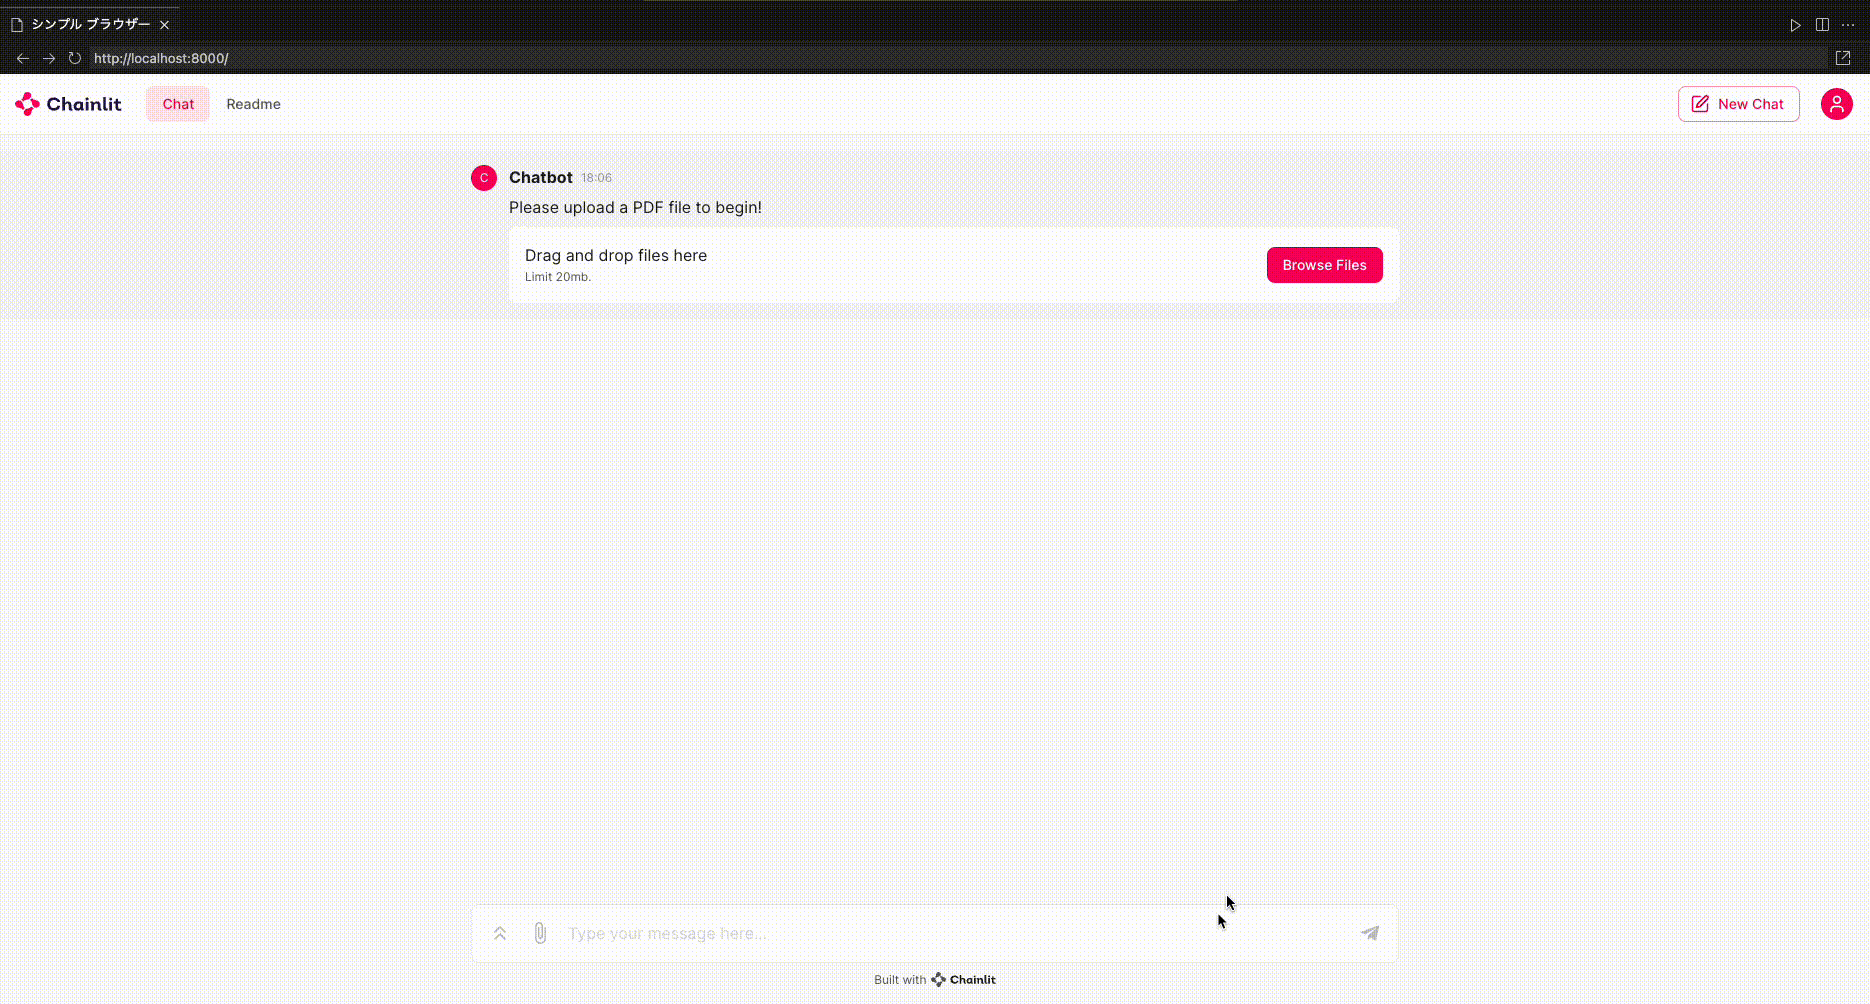 シンプル ブラウザー
http://localhost:8000/
Chainlit Chat Readme New Chat
C Chatbot 18:06
Please upload a PDF file to begin!
Drag and drop files here
Limit 20mb.
Browse Files
Type your message here...
Built with Chainlit